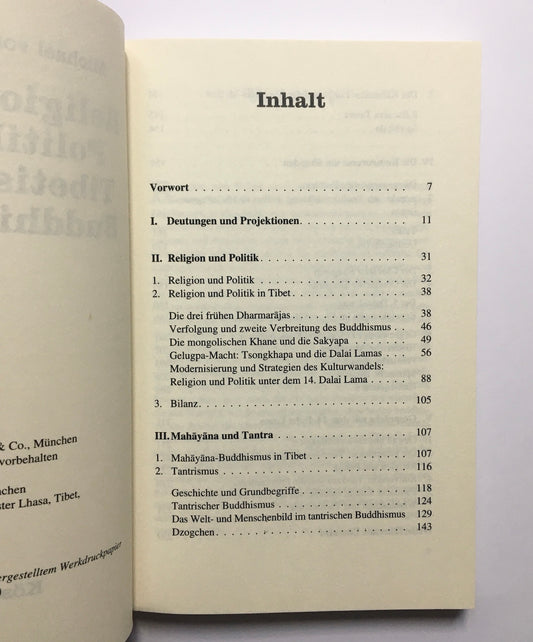 & Co., München
vorbehalten
chen
ster Lhasa, Tibet,
ergestelltem Werkdruckpapier
Inhalt
Vorwort . . . . . . . . . . . . . . . . . . . . . . . . 7
I. Deutungen und Projektionen. . . . . . . . . . . . . 11
II. Religion und Politik. . . . . . . . . . . . . . . . . 31
1. Religion und Politik . . . . . . . . . . . . . . . . . 32
2. Religion und Politik in Tibet. . . . . . . . . . . . . 38
Die drei frühen Dharmarājas. . . . . . . . . . . . . 38
Verfolgung und zweite Verbreitung des Buddhismus . . 46
Die mongolischen Khane und die Sakyapa . . . . . . . 49
Gelugpa-Macht: Tsongkhapa und die Dalai Lamas . . . 56
Modernisierung und Strategien des Kulturwandels:
Religion und Politik unter dem 14. Dalai Lama . . . . 88
3. Bilanz. . . . . . . . . . . . . . . . . . . . . . . . 105
III. Mahāyāna und Tantra . . . . . . . . . . . . . . . 107
1. Mahāyāna-Buddhismus in Tibet. . . . . . . . . . . . 107
2. Tantrismus . . . . . . . . . . . . . . . . . . . . . 116
Geschichte und Grundbegriffe . . . . . . . . . . . . 118
Tantrischer Buddhismus . . . . . . . . . . . . . . . 124
Das Welt- und Menschenbild im tantrischen Buddhismus 129
Dzogchen. . . . . . . . . . . . . . . . . . . . . . . 143